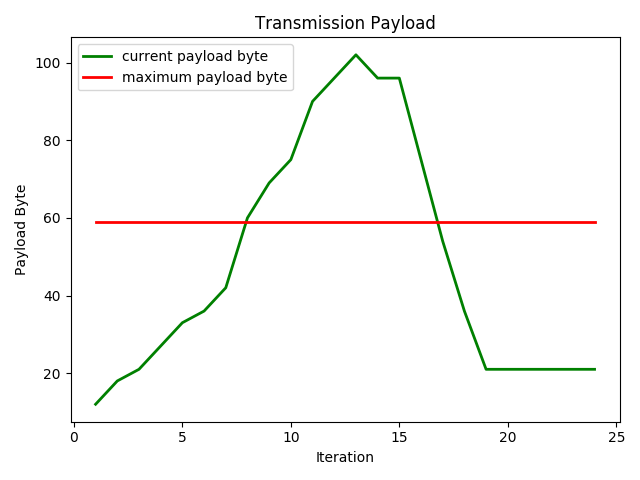 Transmission Payload
current payload byte
maximum payload byte
Payload Byte
100
80
60
40
20
0
5
10
15
20
25
Iteration